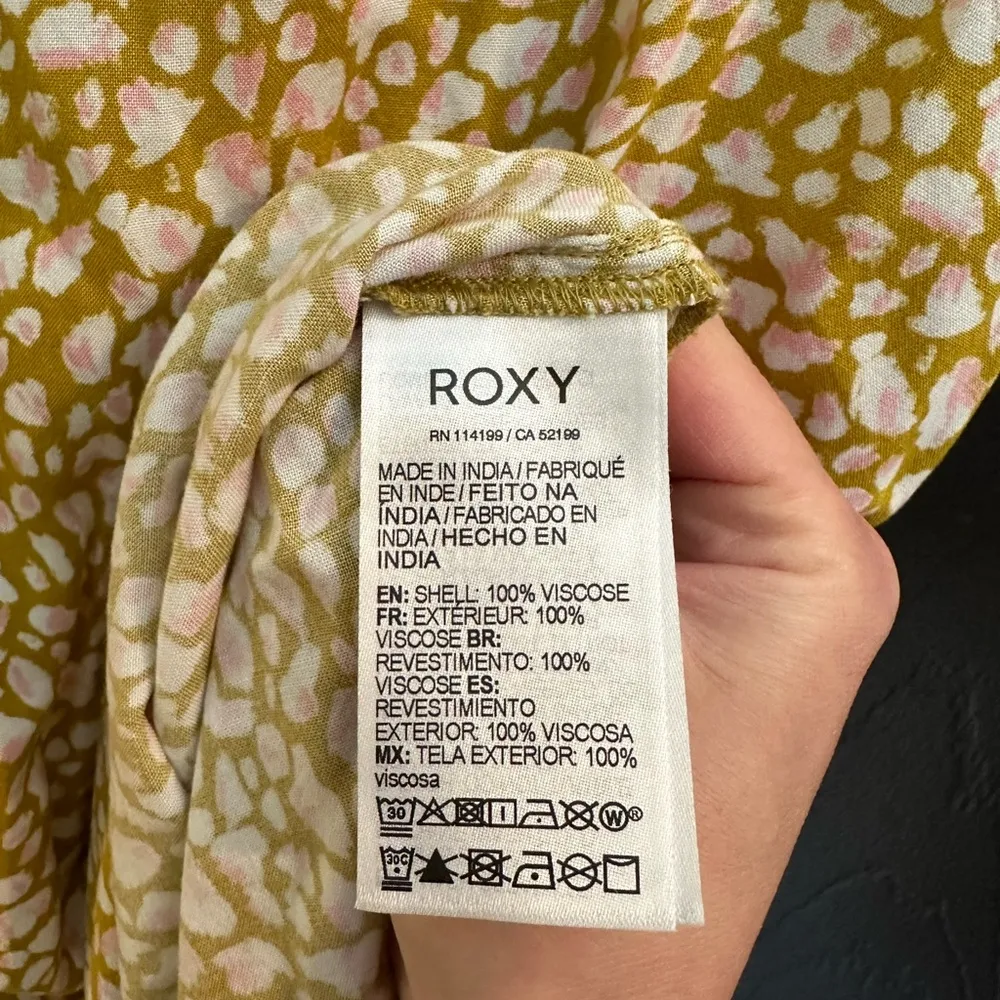 ROXY
RN 114199 / CA 52199
MADE IN INDIA / FABRIQUÉ
EN INDE / FEITO NA
ÍNDIA / FABRICADO EN
INDIA / HECHO EN
INDIA
EN: SHELL: 100% VISCOSE
FR: EXTÉRIEUR: 100%
VISCOSE BR:
REVESTIMENTO: 100%
VISCOSE ES:
REVESTIMIENTO
EXTERIOR: 100% VISCOSA
MX: TELA EXTERIOR: 100%
viscosa
30 W®
30C